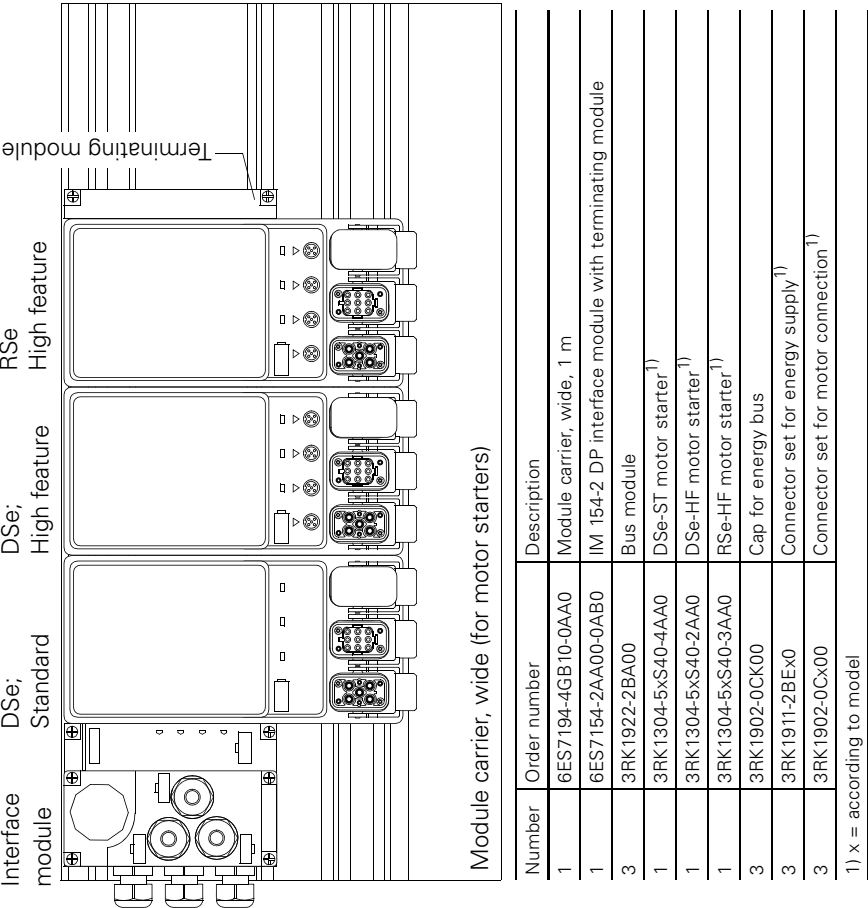 Interface
module
DSe;
Standard
DSe;
High feature
RSe
High feature
Terminating module
Module carrier, wide (for motor starters)
Number Order number Description
1 6ES7194-4GB10-0AA0 Module carrier, wide, 1 m
1 6ES7154-2AA00-0AB0 IM 154-2 DP interface module with terminating module
3 3RK1922-2BA00 Bus module
1 3RK1304-5xS40-4AA0 DSe-ST motor starter1)
1 3RK1304-5xS40-2AA0 DSe-HF motor starter1)
1 3RK1304-5xS40-3AA0 RSe-HF motor starter1)
3 3RK1902-0CK00 Cap for energy bus
3 3RK1911-2BEx0 Connector set for energy supply1)
3 3RK1902-0Cx00 Connector set for motor connection1)
1) x = according to model